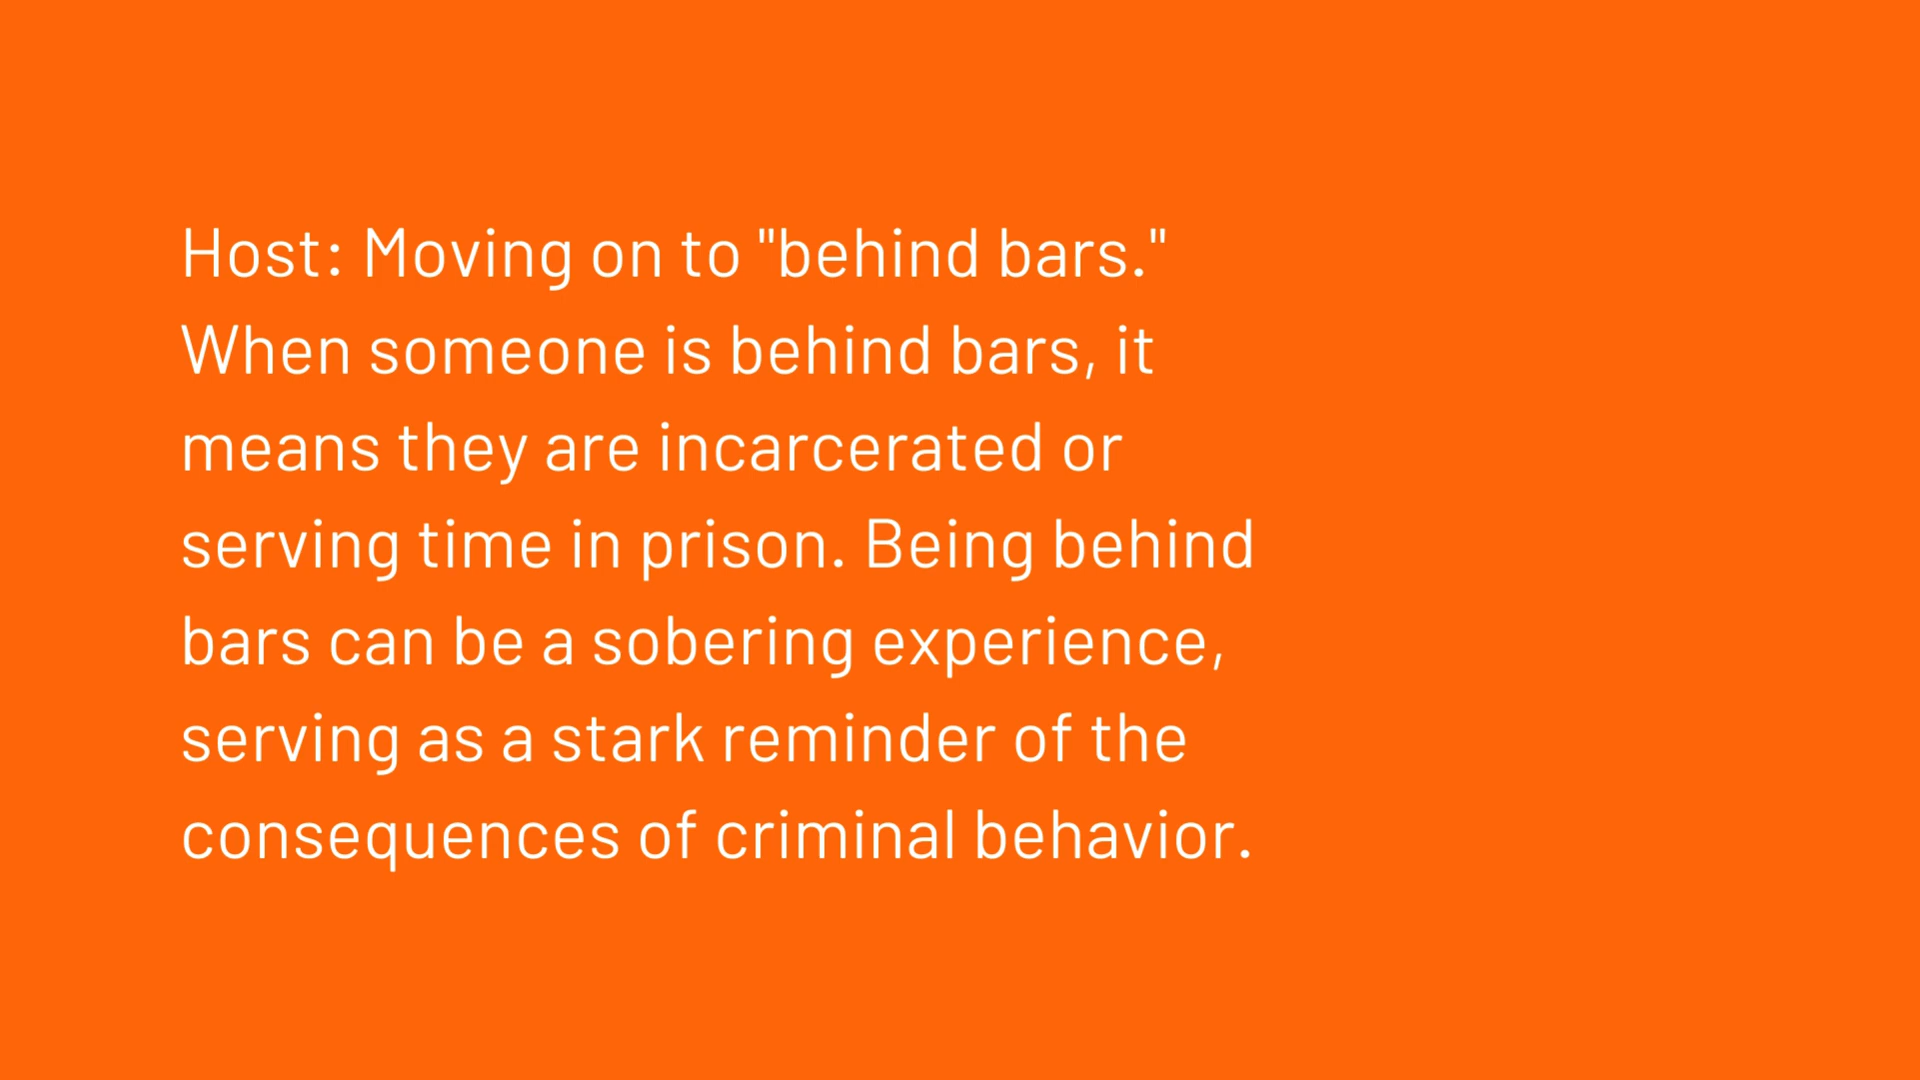 Host: Moving on to "behind bars."
When someone is behind bars, it
means they are incarcerated or
serving time in prison. Being behind
bars can be a sobering experience,
serving as a stark reminder of the
consequences of criminal behavior.